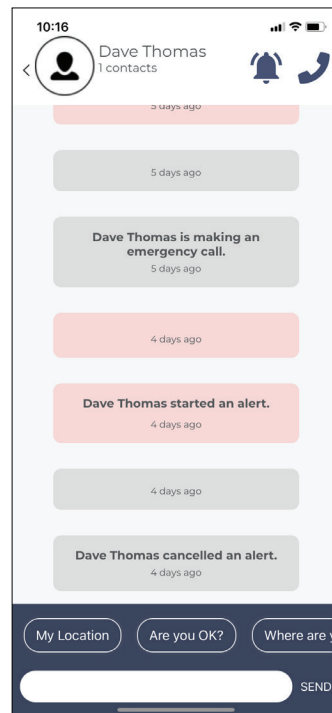 10:16
Dave Thomas
1 contacts
5 days ago
5 days ago
Dave Thomas is making an
emergency call.
5 days ago
4 days ago
Dave Thomas started an alert.
4 days ago
4 days ago
Dave Thomas cancelled an alert.
4 days ago
My Location
Are you OK?
Where are y
SEND